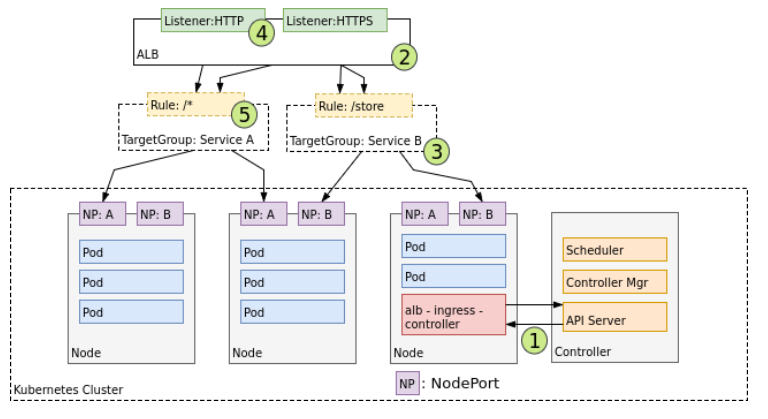 Listener:HTTP
Listener:HTTPS
4
ALB
2
Rule: /*
5
TargetGroup: Service A
Rule: /store
TargetGroup: Service B
3
NP: A
NP: B
Pod
Pod
Pod
Node
NP: A
NP: B
Pod
Pod
Pod
Node
NP: A
NP: B
Pod
Pod
alb - ingress -
controller
Node
1
Scheduler
Controller Mgr
API Server
Controller
Kubernetes Cluster
NP : NodePort